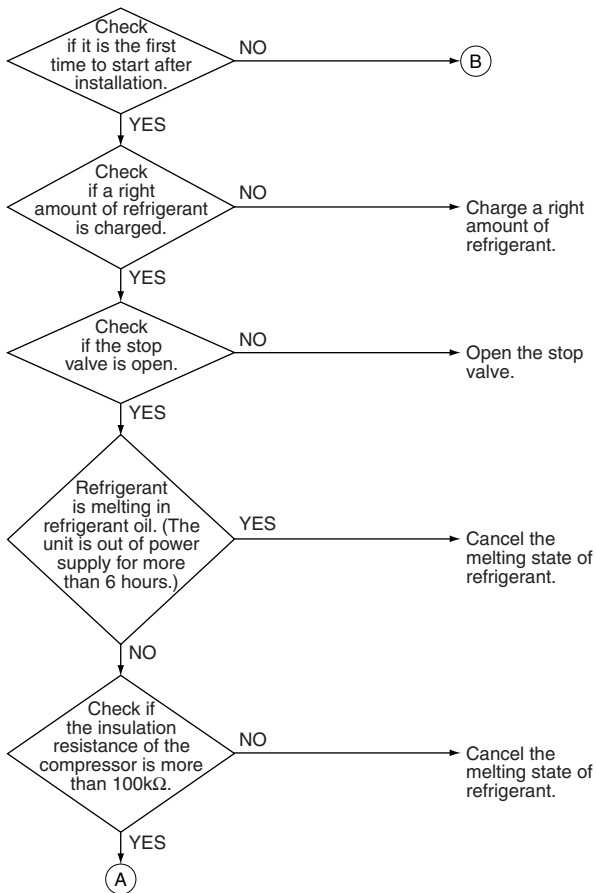 Check
if it is the first
time to start after
installation.
NO
B
YES
Check
if a right
amount of refrigerant
is charged.
NO
Charge a right
amount of
refrigerant.
YES
Check
if the stop
valve is open.
NO
Open the stop
valve.
YES
Refrigerant
is melting in
refrigerant oil. (The
unit is out of power
supply for more
than 6 hours.)
YES
Cancel the
melting state of
refrigerant.
NO
Check if
the insulation
resistance of the
compressor is more
than 100kΩ.
NO
Cancel the
melting state of
refrigerant.
YES
A